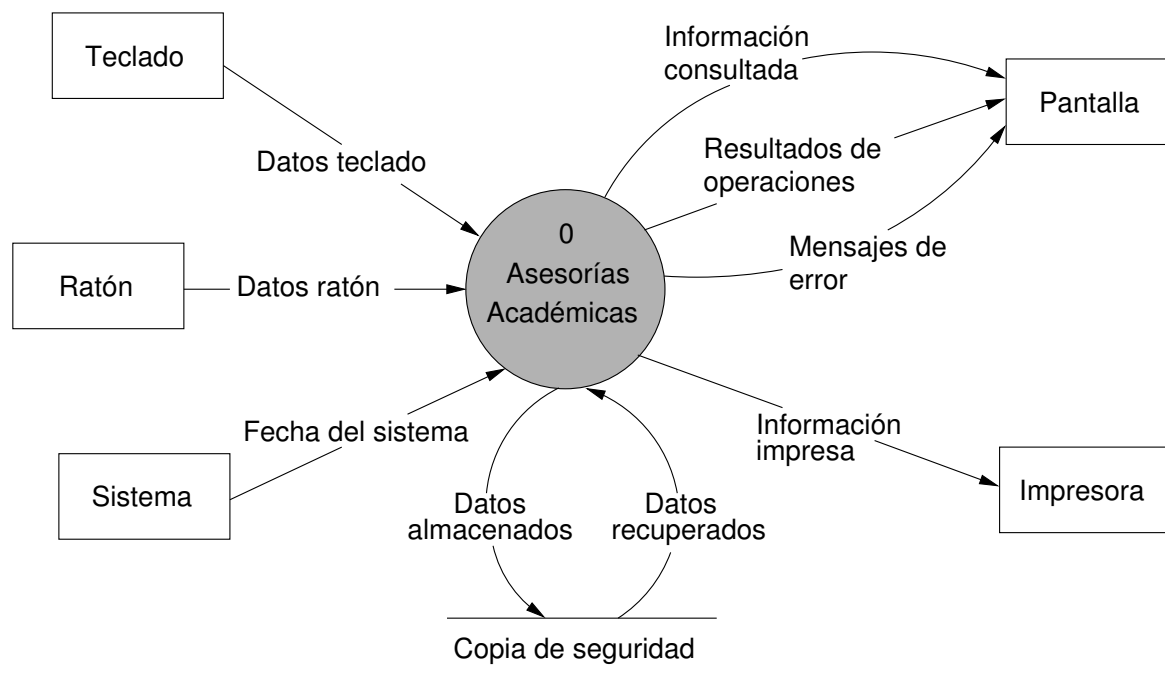 Teclado
Información
consultada
Pantalla
Datos teclado
Resultados de
operaciones
0
Asesorías
Académicas
Mensajes de
error
Ratón
Datos ratón
Fecha del sistema
Información
impresa
Sistema
Datos
almacenados
Datos
recuperados
Impresora
Copia de seguridad